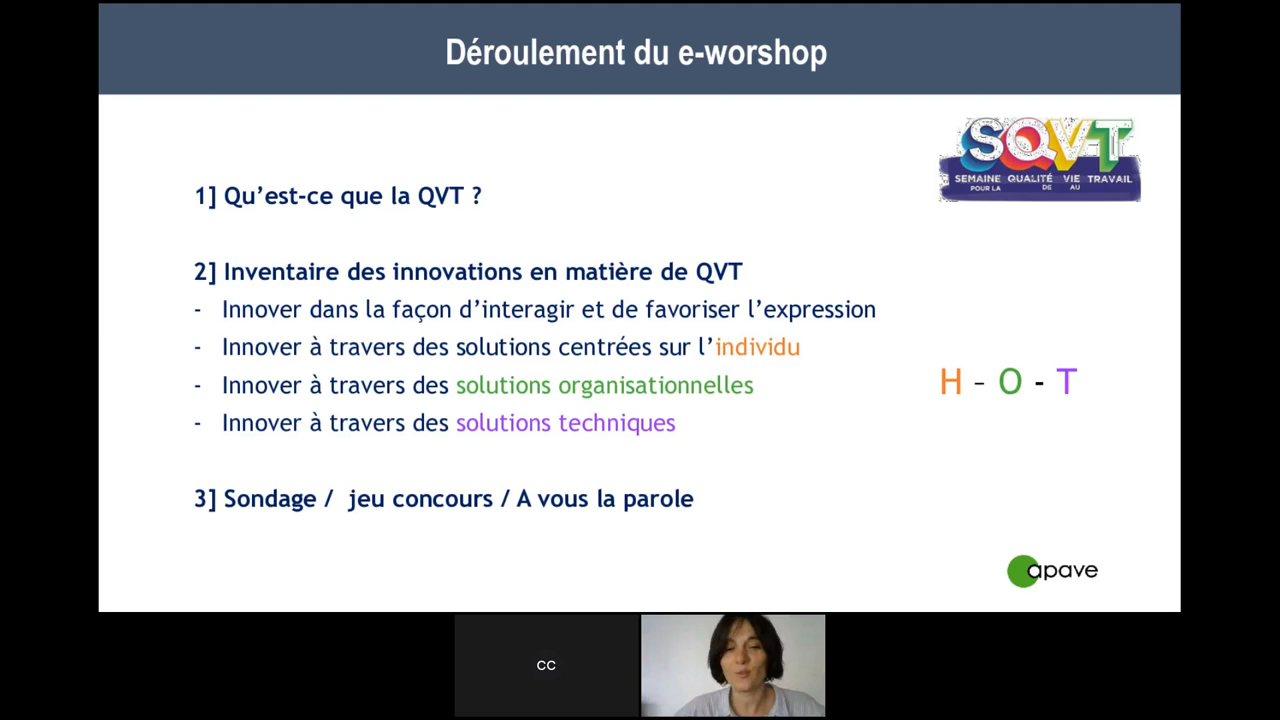 Déroulement du e-worshop
SQVT
SEMAINE QUALITÉ VIE TRAVAIL
POUR LA DE AU
1] Qu’est-ce que la QVT ?
2] Inventaire des innovations en matière de QVT
- Innover dans la façon d’interagir et de favoriser l’expression
- Innover à travers des solutions centrées sur l’individu
- Innover à travers des solutions organisationnelles
- Innover à travers des solutions techniques
H - O - T
3] Sondage / jeu concours / A vous la parole
apave
CC